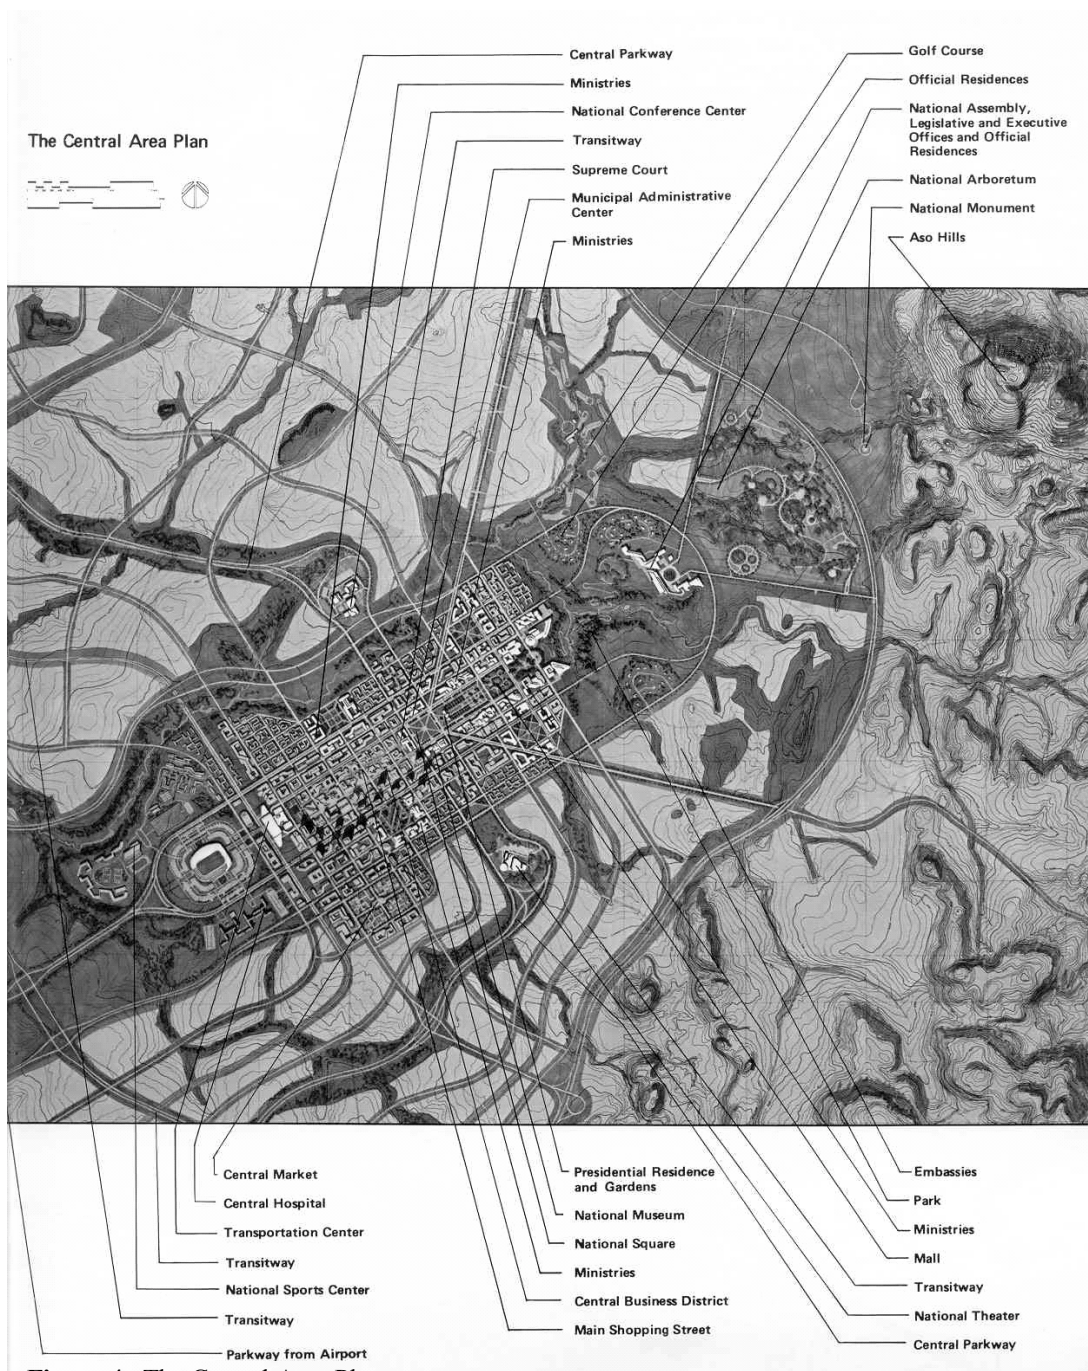 The Central Area Plan
Central Parkway
Ministries
National Conference Center
Transitway
Supreme Court
Municipal Administrative
Center
Ministries
Golf Course
Official Residences
National Assembly,
Legislative and Executive
Offices and Official
Residences
National Arboretum
National Monument
Aso Hills
Central Market
Central Hospital
Transportation Center
Transitway
National Sports Center
Transitway
Parkway from Airport
Presidential Residence
and Gardens
National Museum
National Square
Ministries
Central Business District
Main Shopping Street
Embassies
Park
Ministries
Mall
Transitway
National Theater
Central Parkway